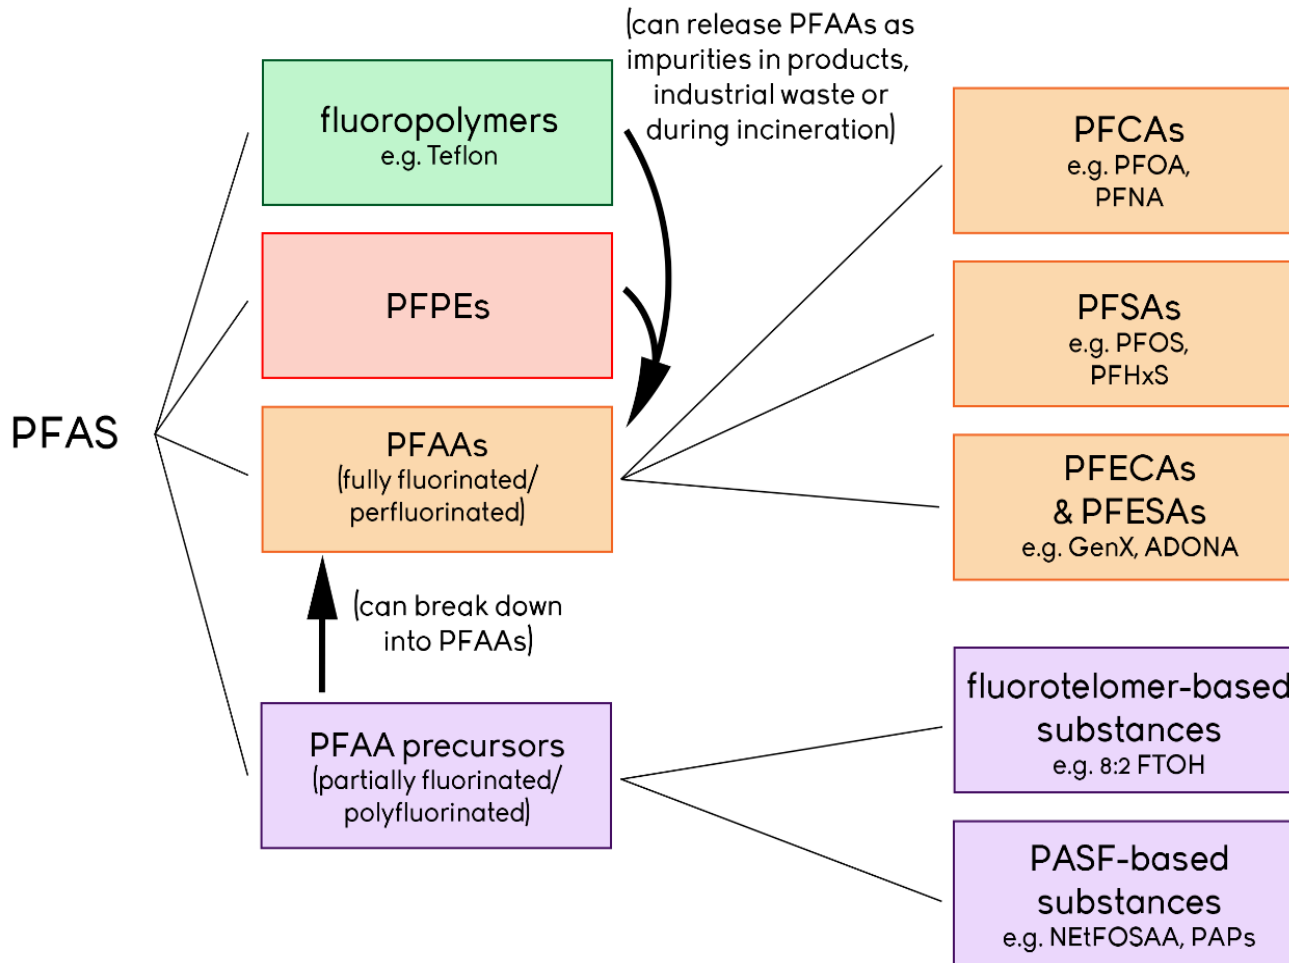 PFAS
fluoropolymers
e.g. Teflon
(can release PFAAs as
impurities in products,
industrial waste or
during incineration)
PFPEs
PFAAs
(fully fluorinated/
perfluorinated)
(can break down
into PFAAs)
PFAA precursors
(partially fluorinated/
polyfluorinated)
PFCAs
e.g. PFOA,
PFNA
PFSAs
e.g. PFOS,
PFHxS
PFECAs
& PFESAs
e.g. GenX, ADONA
fluorotelomer-based
substances
e.g. 8:2 FTOH
PASF-based
substances
e.g. NEtFOSAA, PAPs